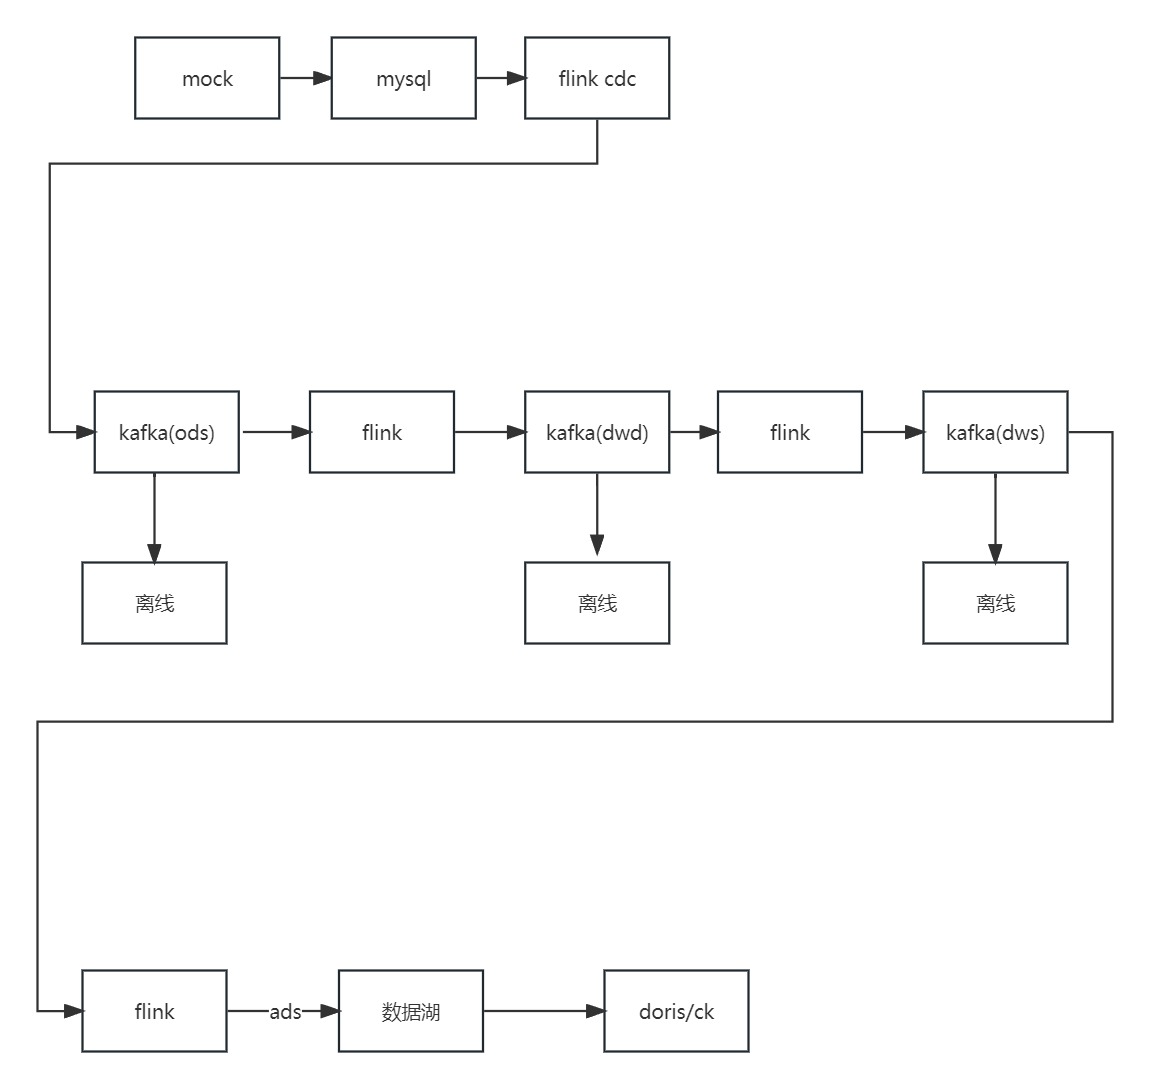 mock
mysql
flink cdc
kafka(ods)
flink
kafka(dwd)
flink
kafka(dws)
离线
离线
离线
flink
ads
数据湖
doris/ck